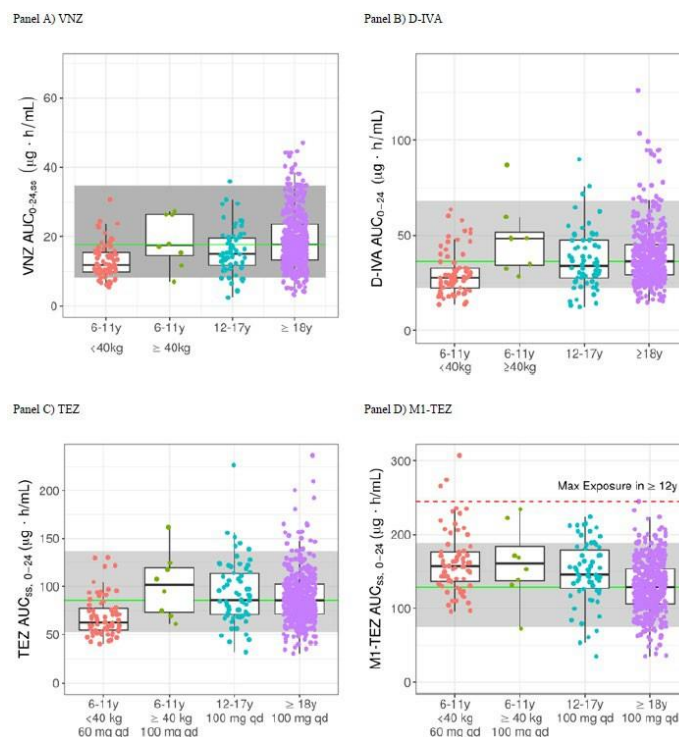 Panel A) VNZ
Panel B) D-IVA
VNZ AUC0-24,ss (μg · h/mL)
60
40
20
0
6-11y
<40kg
6-11y
≥ 40kg
12-17y
≥ 18y
D-IVA AUC0−24 (μg · h/mL)
100
50
0
6-11y
<40kg
6-11y
≥40kg
12-17y
≥18y
Panel C) TEZ
Panel D) M1-TEZ
TEZ AUCss, 0−24 (μg · h/mL)
200
150
100
50
0
6-11y
<40 kg
60 mg qd
6-11y
≥ 40 kg
100 mg qd
12-17y
100 mg qd
≥ 18y
100 mg qd
M1-TEZ AUCss, 0−24 (μg · h/mL)
300
200
100
0
Max Exposure in ≥ 12y
6-11y
<40 kg
60 mg qd
6-11y
≥ 40 kg
100 mg qd
12-17y
100 mg qd
≥ 18y
100 mg qd